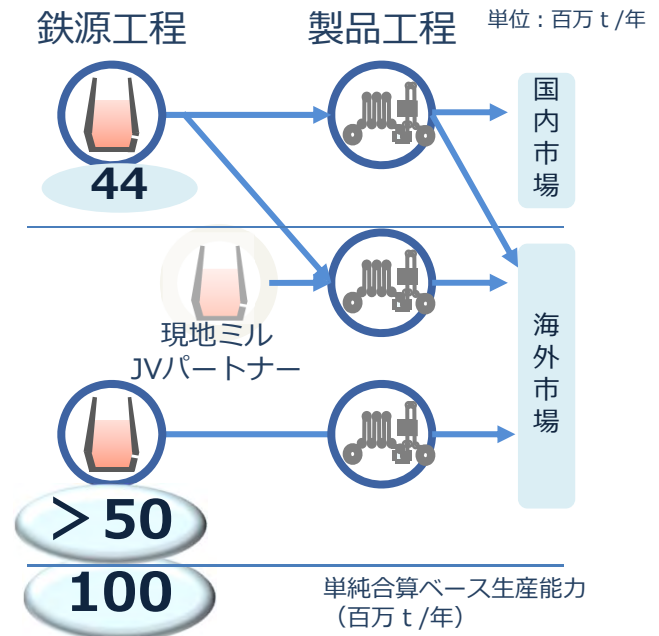 鉄源工程
製品工程
単位：百万ｔ/年
44
国内市場
現地ミル
JVパートナー
海外市場
＞50
100
単純合算ベース生産能力
（百万ｔ/年）